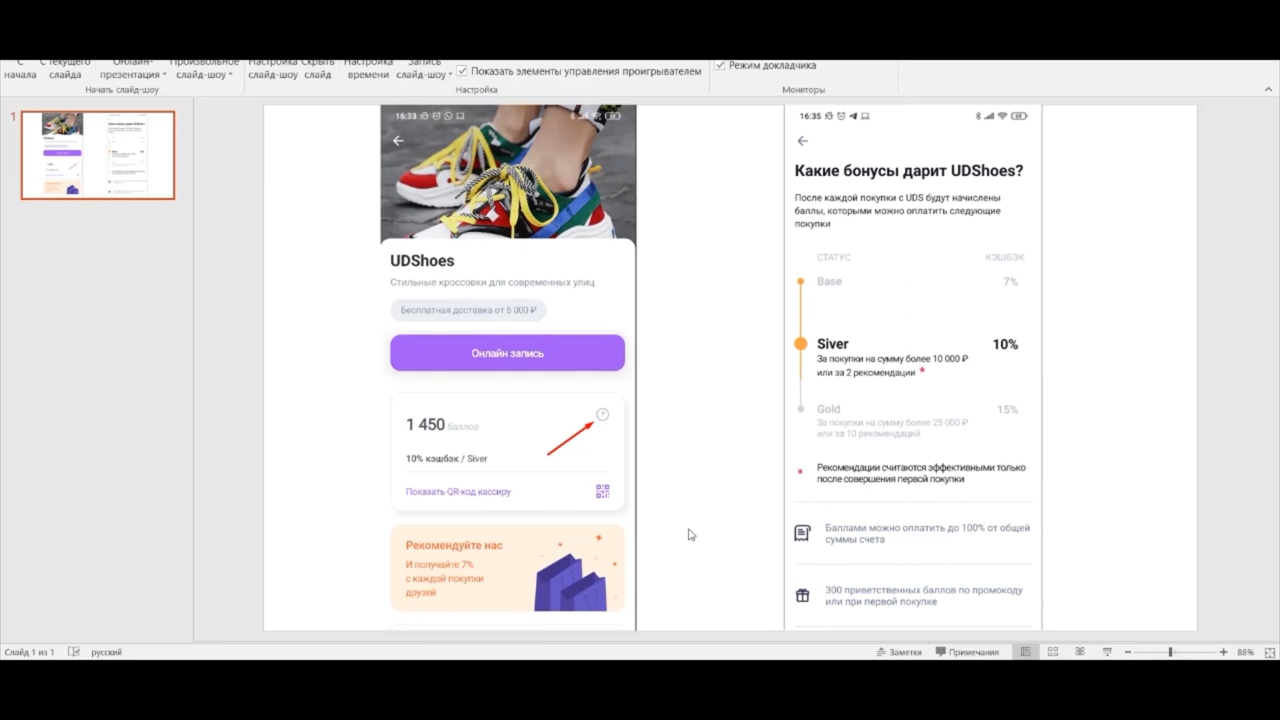 С С текущего Онлайн- Произвольное Настройка Скрыть Настройка Запись
начала слайда презентация слайд-шоу слайд-шоу слайд времени слайд-шоу Показать элементы управления проигрывателем Режим докладчика
Начать слайд-шоу Настройка Мониторы
1
16:33
UDShoes
Стильные кроссовки для современных улиц
Бесплатная доставка от 5 000 ₽
Онлайн запись
1 450 баллов
?
10% кэшбэк / Siver
Показать QR-код кассиру
Рекомендуйте нас
И получайте 7%
с каждой покупки
друзей
16:35
Какие бонусы дарит UDShoes?
После каждой покупки с UDS будут начислены
баллы, которыми можно оплатить следующие
покупки
СТАТУС КЭШБЭК
Base 7%
Siver 10%
За покупки на сумму более 10 000 ₽
или за 2 рекомендации *
Gold 15%
За покупки на сумму более 25 000 ₽
или за 10 рекомендаций
* Рекомендации считаются эффективными только
после совершения первой покупки
Баллами можно оплатить до 100% от общей
суммы счета
300 приветственных баллов по промокоду
или при первой покупке
Слайд 1 из 1 русский Заметки Примечания 88%